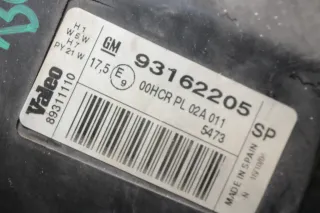 H1
W5W
H7
PY21W
GM
93162205
17,5
E9
00HCR PL 02A 011
5473
SP
Valeo
89311110
MADE IN SPAIN
N